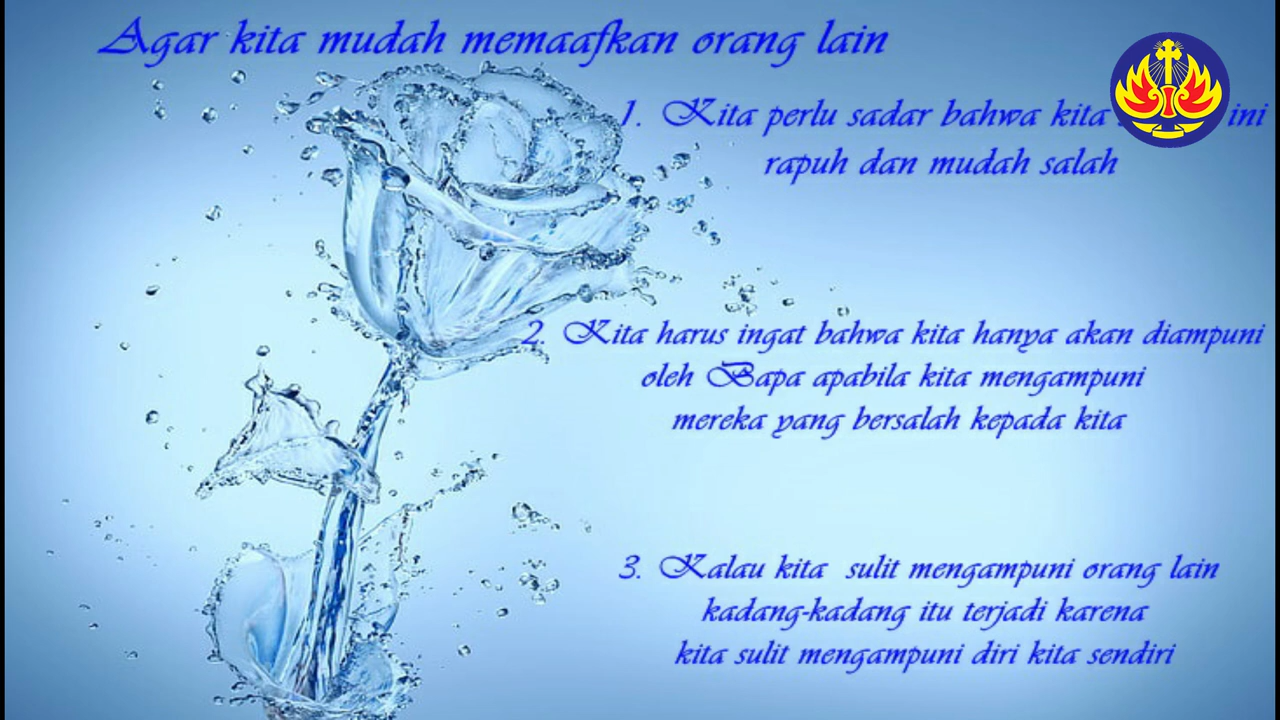 Agar kita mudah memaafkan orang lain
1. Kita perlu sadar bahwa kita ini
rapuh dan mudah salah
2. Kita harus ingat bahwa kita hanya akan diampuni
oleh Bapa apabila kita mengampuni
mereka yang bersalah kepada kita
3. Kalau kita sulit mengampuni orang lain
kadang-kadang itu terjadi karena
kita sulit mengampuni diri kita sendiri